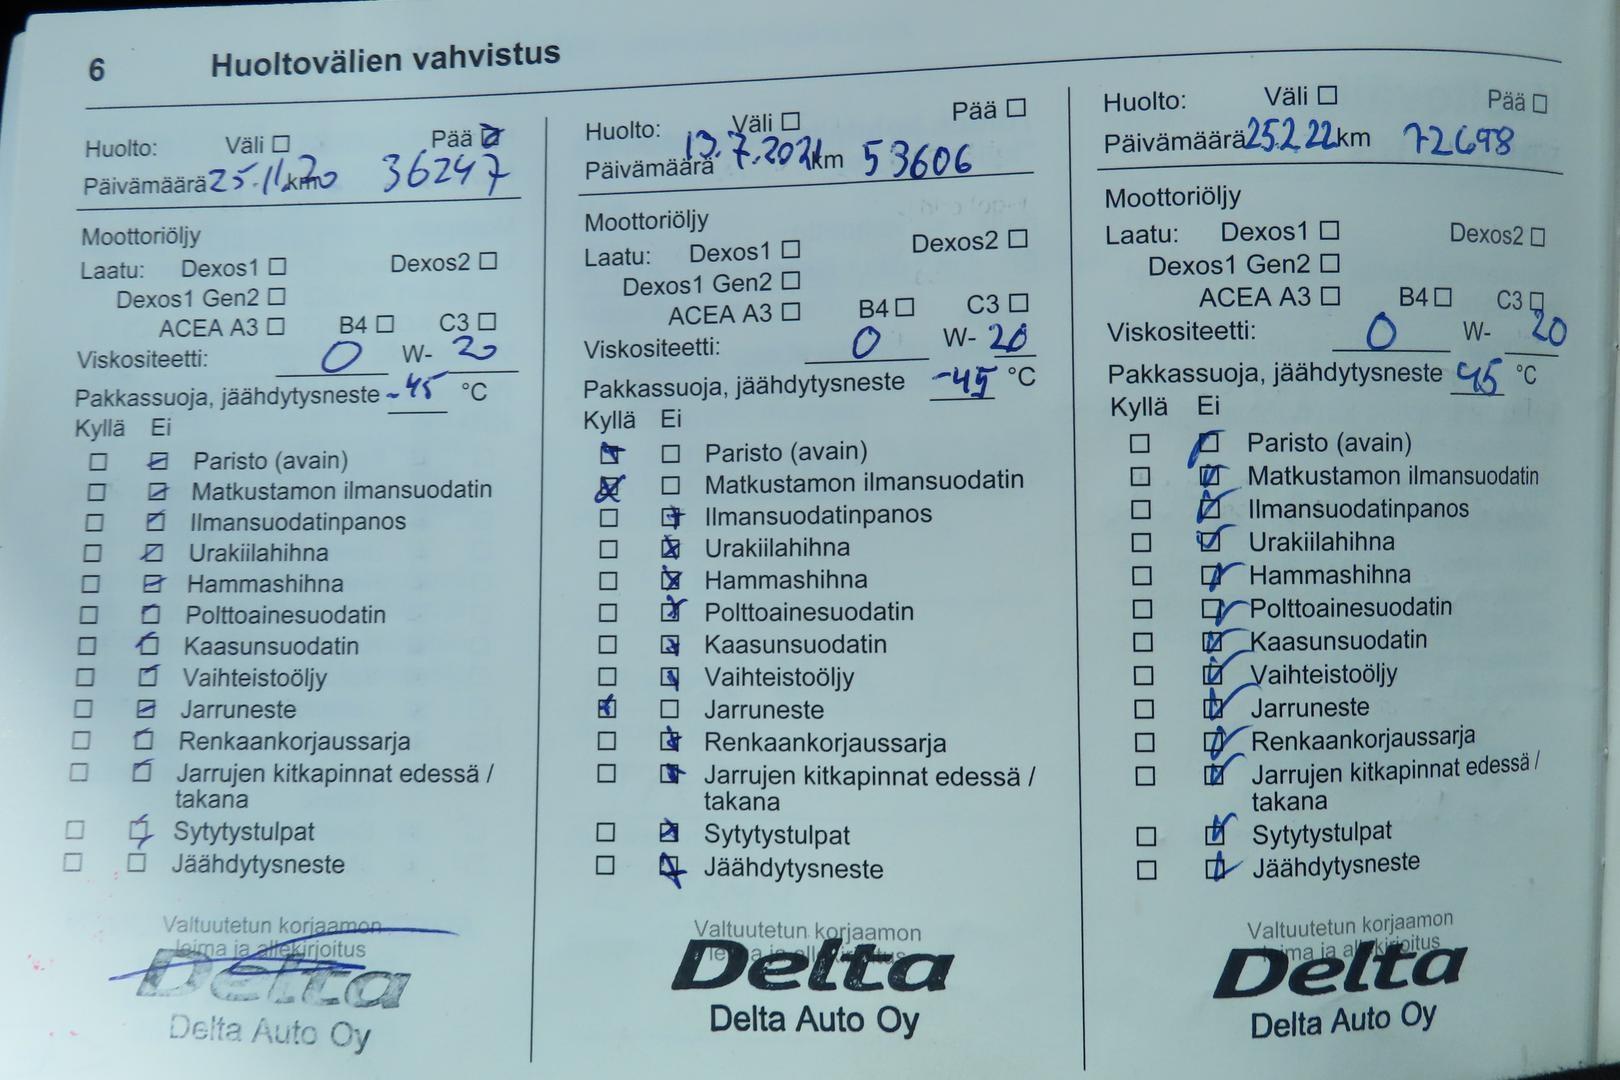 6 Huoltovälien vahvistus
Huolto: Väli ☐ Pää ☑
Päivämäärä 25.11.20 km 36247
Moottoriöljy
Laatu: Dexos1 ☐ Dexos2 ☐
Dexos1 Gen2 ☐
ACEA A3 ☐ B4 ☐ C3 ☐
Viskositeetti: 0 W- 20
Pakkassuoja, jäähdytysneste -45 °C
Kyllä Ei
☐ ☑ Paristo (avain)
☐ ☑ Matkustamon ilmansuodatin
☐ ☑ Ilmansuodatinpanos
☐ ☑ Urakiilahihna
☐ ☑ Hammashihna
☐ ☑ Polttoainesuodatin
☐ ☑ Kaasunsuodatin
☐ ☑ Vaihteistoöljy
☐ ☑ Jarruneste
☐ ☑ Renkaankorjaussarja
☐ ☑ Jarrujen kitkapinnat edessä /
takana
☐ ☑ Sytytystulpat
☐ ☐ Jäähdytysneste
Valtuutetun korjaamon
leima ja allekirjoitus
Delta
Delta Auto Oy
Huolto: Väli ☐ Pää ☐
Päivämäärä 13.7.2021 km 53606
Moottoriöljy
Laatu: Dexos1 ☐ Dexos2 ☐
Dexos1 Gen2 ☐
ACEA A3 ☐ B4 ☐ C3 ☐
Viskositeetti: 0 W- 20
Pakkassuoja, jäähdytysneste -45 °C
Kyllä Ei
☑ ☐ Paristo (avain)
☑ ☐ Matkustamon ilmansuodatin
☐ ☑ Ilmansuodatinpanos
☐ ☑ Urakiilahihna
☐ ☑ Hammashihna
☐ ☑ Polttoainesuodatin
☐ ☑ Kaasunsuodatin
☐ ☑ Vaihteistoöljy
☑ ☐ Jarruneste
☐ ☑ Renkaankorjaussarja
☐ ☑ Jarrujen kitkapinnat edessä /
takana
☐ ☑ Sytytystulpat
☐ ☑ Jäähdytysneste
Valtuutetun korjaamon
leima ja allekirjoitus
Delta
Delta Auto Oy
Huolto: Väli ☐ Pää ☐
Päivämäärä 25.2.22 km 72698
Moottoriöljy
Laatu: Dexos1 ☐ Dexos2 ☐
Dexos1 Gen2 ☐
ACEA A3 ☐ B4 ☐ C3 ☐
Viskositeetti: 0 W- 20
Pakkassuoja, jäähdytysneste 45 °C
Kyllä Ei
☐ ☑ Paristo (avain)
☐ ☑ Matkustamon ilmansuodatin
☐ ☑ Ilmansuodatinpanos
☐ ☑ Urakiilahihna
☐ ☑ Hammashihna
☐ ☑ Polttoainesuodatin
☐ ☑ Kaasunsuodatin
☐ ☑ Vaihteistoöljy
☐ ☑ Jarruneste
☐ ☑ Renkaankorjaussarja
☐ ☑ Jarrujen kitkapinnat edessä /
takana
☐ ☑ Sytytystulpat
☐ ☑ Jäähdytysneste
Valtuutetun korjaamon
leima ja allekirjoitus
Delta
Delta Auto Oy